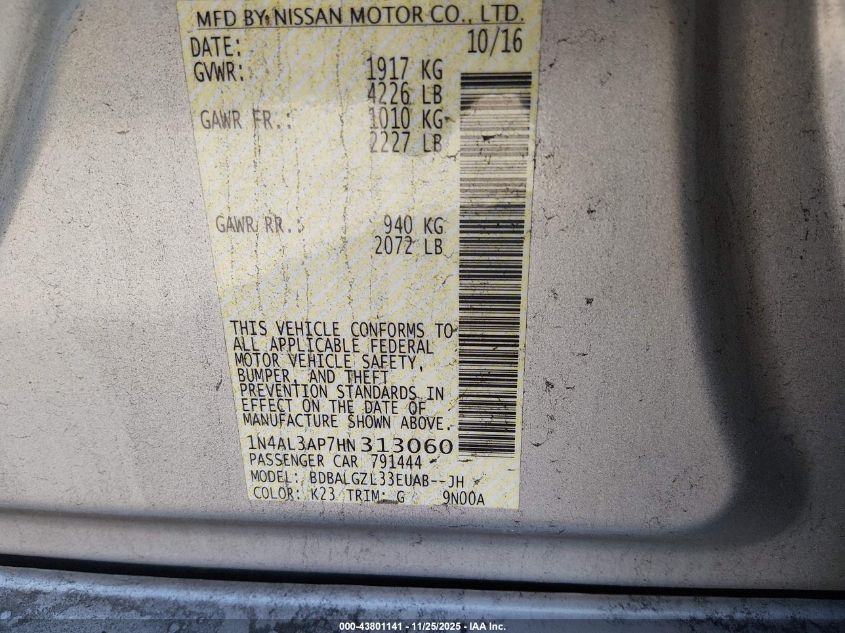 MFD BY NISSAN MOTOR CO., LTD.
DATE: 10/16
GVWR: 1917 KG
4226 LB
GAWR FR.: 1010 KG
2227 LB
GAWR RR.: 940 KG
2072 LB
THIS VEHICLE CONFORMS TO
ALL APPLICABLE FEDERAL
MOTOR VEHICLE SAFETY,
BUMPER, AND THEFT
PREVENTION STANDARDS IN
EFFECT ON THE DATE OF
MANUFACTURE SHOWN ABOVE.
1N4AL3AP7HN313060
PASSENGER CAR 791444
MODEL: BDBALGZL33EUAB--JH
COLOR: K23 TRIM: G 9N00A
000-43801141 - 11/25/2025 - IAA Inc.